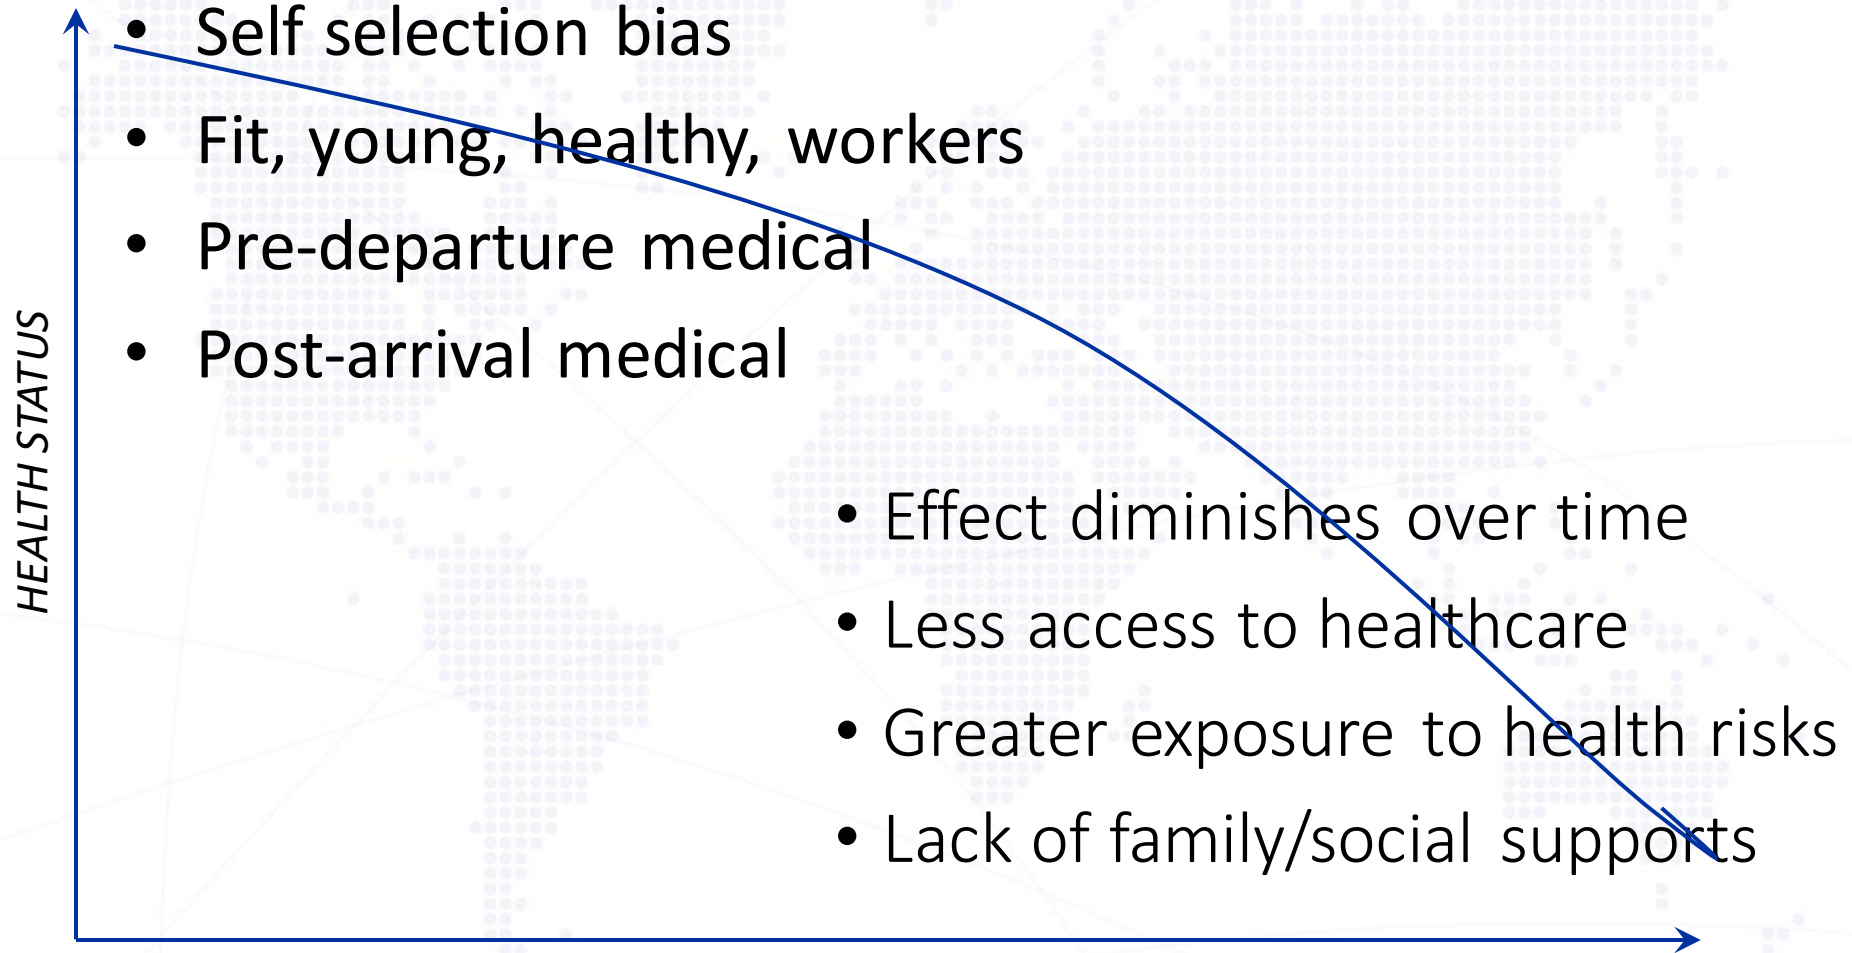 • Self selection bias
• Fit, young, healthy, workers
• Pre-departure medical
• Post-arrival medical
HEALTH STATUS
• Effect diminishes over time
• Less access to healthcare
• Greater exposure to health risks
• Lack of family/social supports